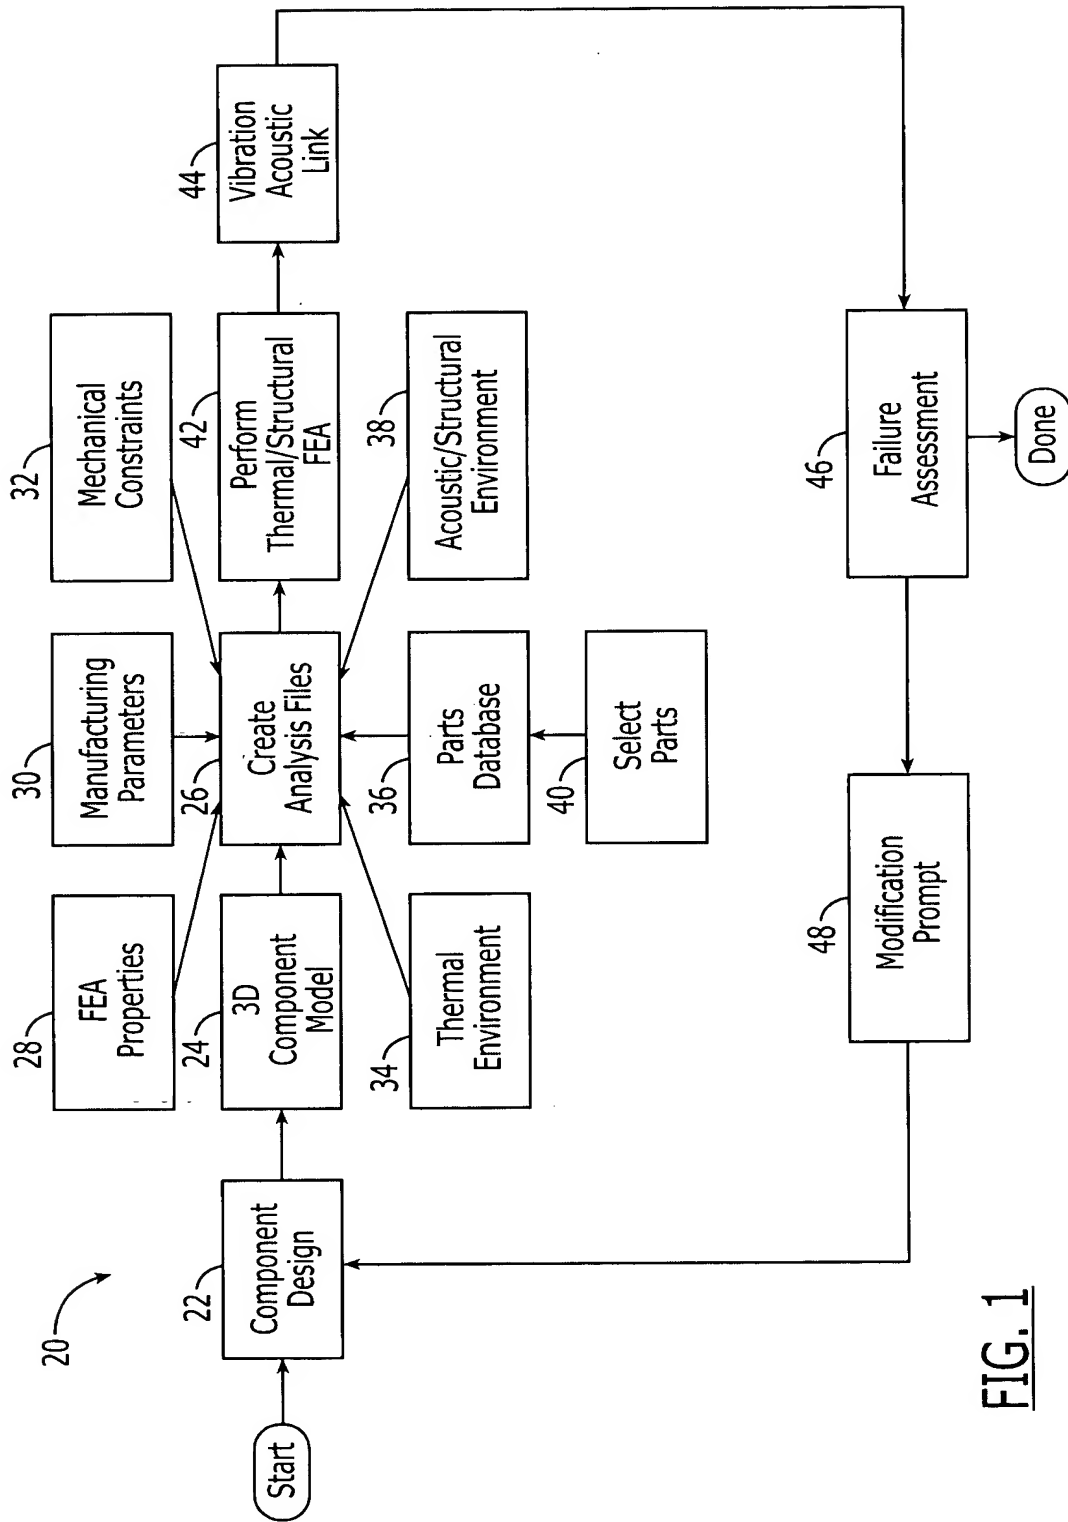 20
Start
22
Component
Design
28
FEA
Properties
24
3D
Component
Model
34
Thermal
Environment
30
Manufacturing
Parameters
26
Create
Analysis Files
36
Parts
Database
40
Select
Parts
32
Mechanical
Constraints
42
Perform
Thermal/Structural
FEA
38
Acoustic/Structural
Environment
44
Vibration
Acoustic
Link
46
Failure
Assessment
Done
48
Modification
Prompt
FIG. 1